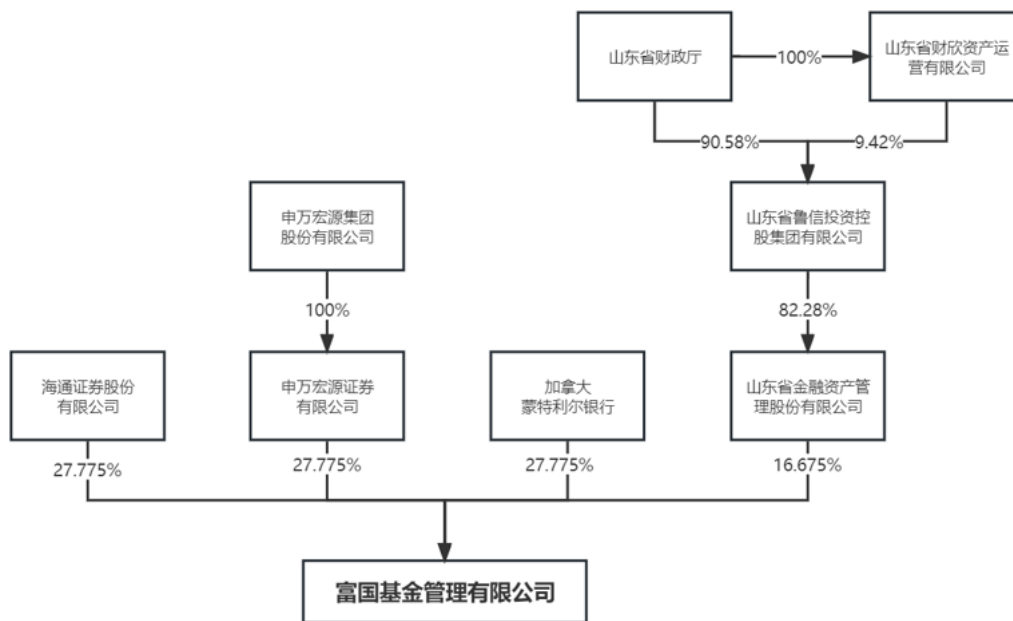 山东省财政厅
100%
山东省财欣资产运
营有限公司
90.58%
9.42%
申万宏源集团
股份有限公司
山东省鲁信投资控
股集团有限公司
100%
82.28%
海通证券股份
有限公司
申万宏源证券
有限公司
加拿大
蒙特利尔银行
山东省金融资产管
理股份有限公司
27.775%
27.775%
27.775%
16.675%
富国基金管理有限公司